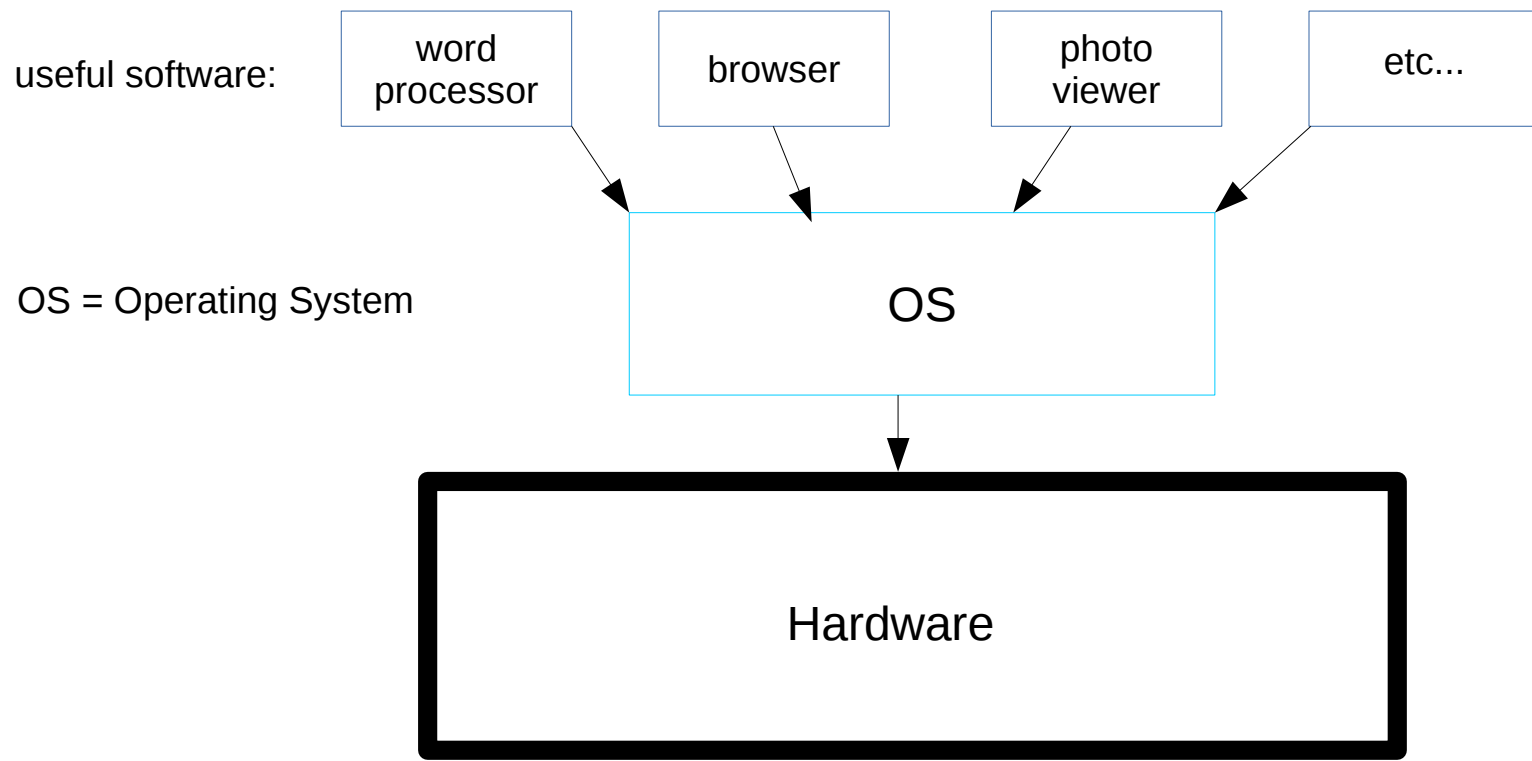 useful software:
word
processor
browser
photo
viewer
etc...
OS = Operating System
OS
Hardware